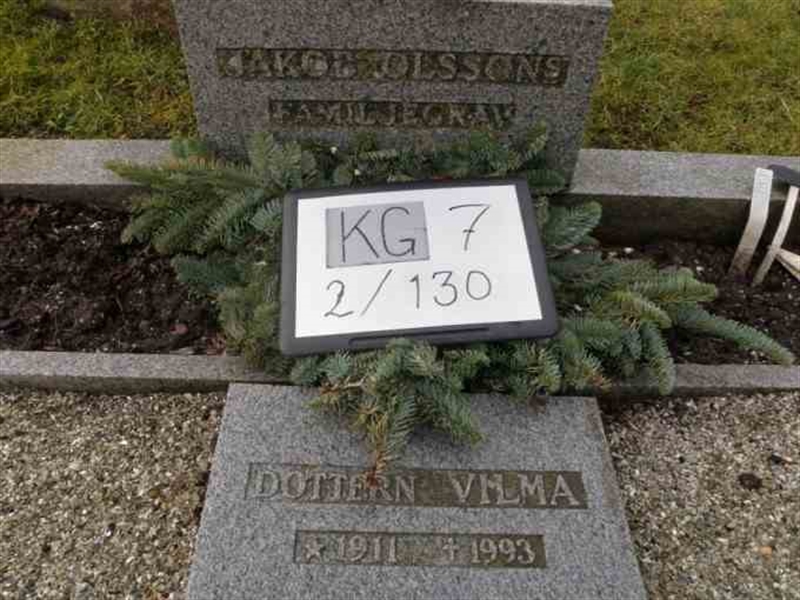 JAKOB OLSSONS
FAMILJEGRAV
KG 7
2/130
DOTTERN VILMA
★ 1911 ✝ 1993